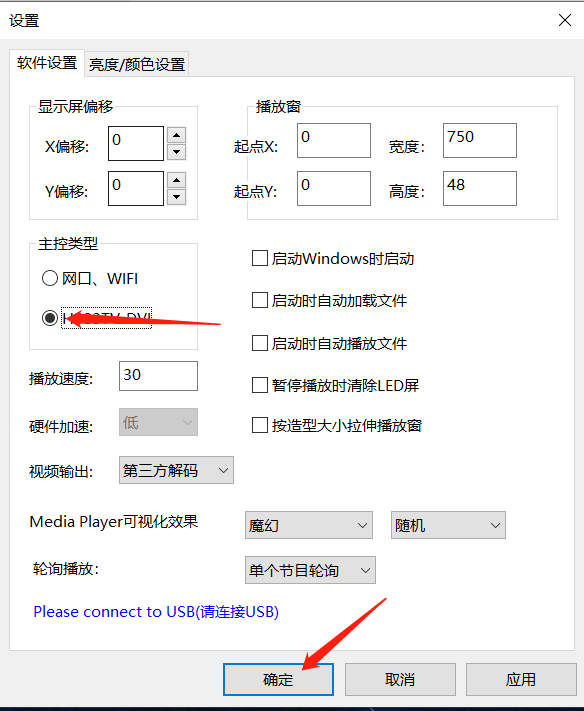 设置
软件设置 亮度/颜色设置
显示屏偏移 播放窗
X偏移: 0 起点X: 0 宽度: 750
Y偏移: 0 起点Y: 0 高度: 48
主控类型
网口、WIFI
启动Windows时启动
启动时自动加载文件
启动时自动播放文件
播放速度: 30
暂停播放时清除LED屏
硬件加速: 低
按造型大小拉伸播放窗
视频输出: 第三方解码
Media Player可视化效果 魔幻 随机
轮询播放: 单个节目轮询
Please connect to USB(请连接USB)
确定 取消 应用